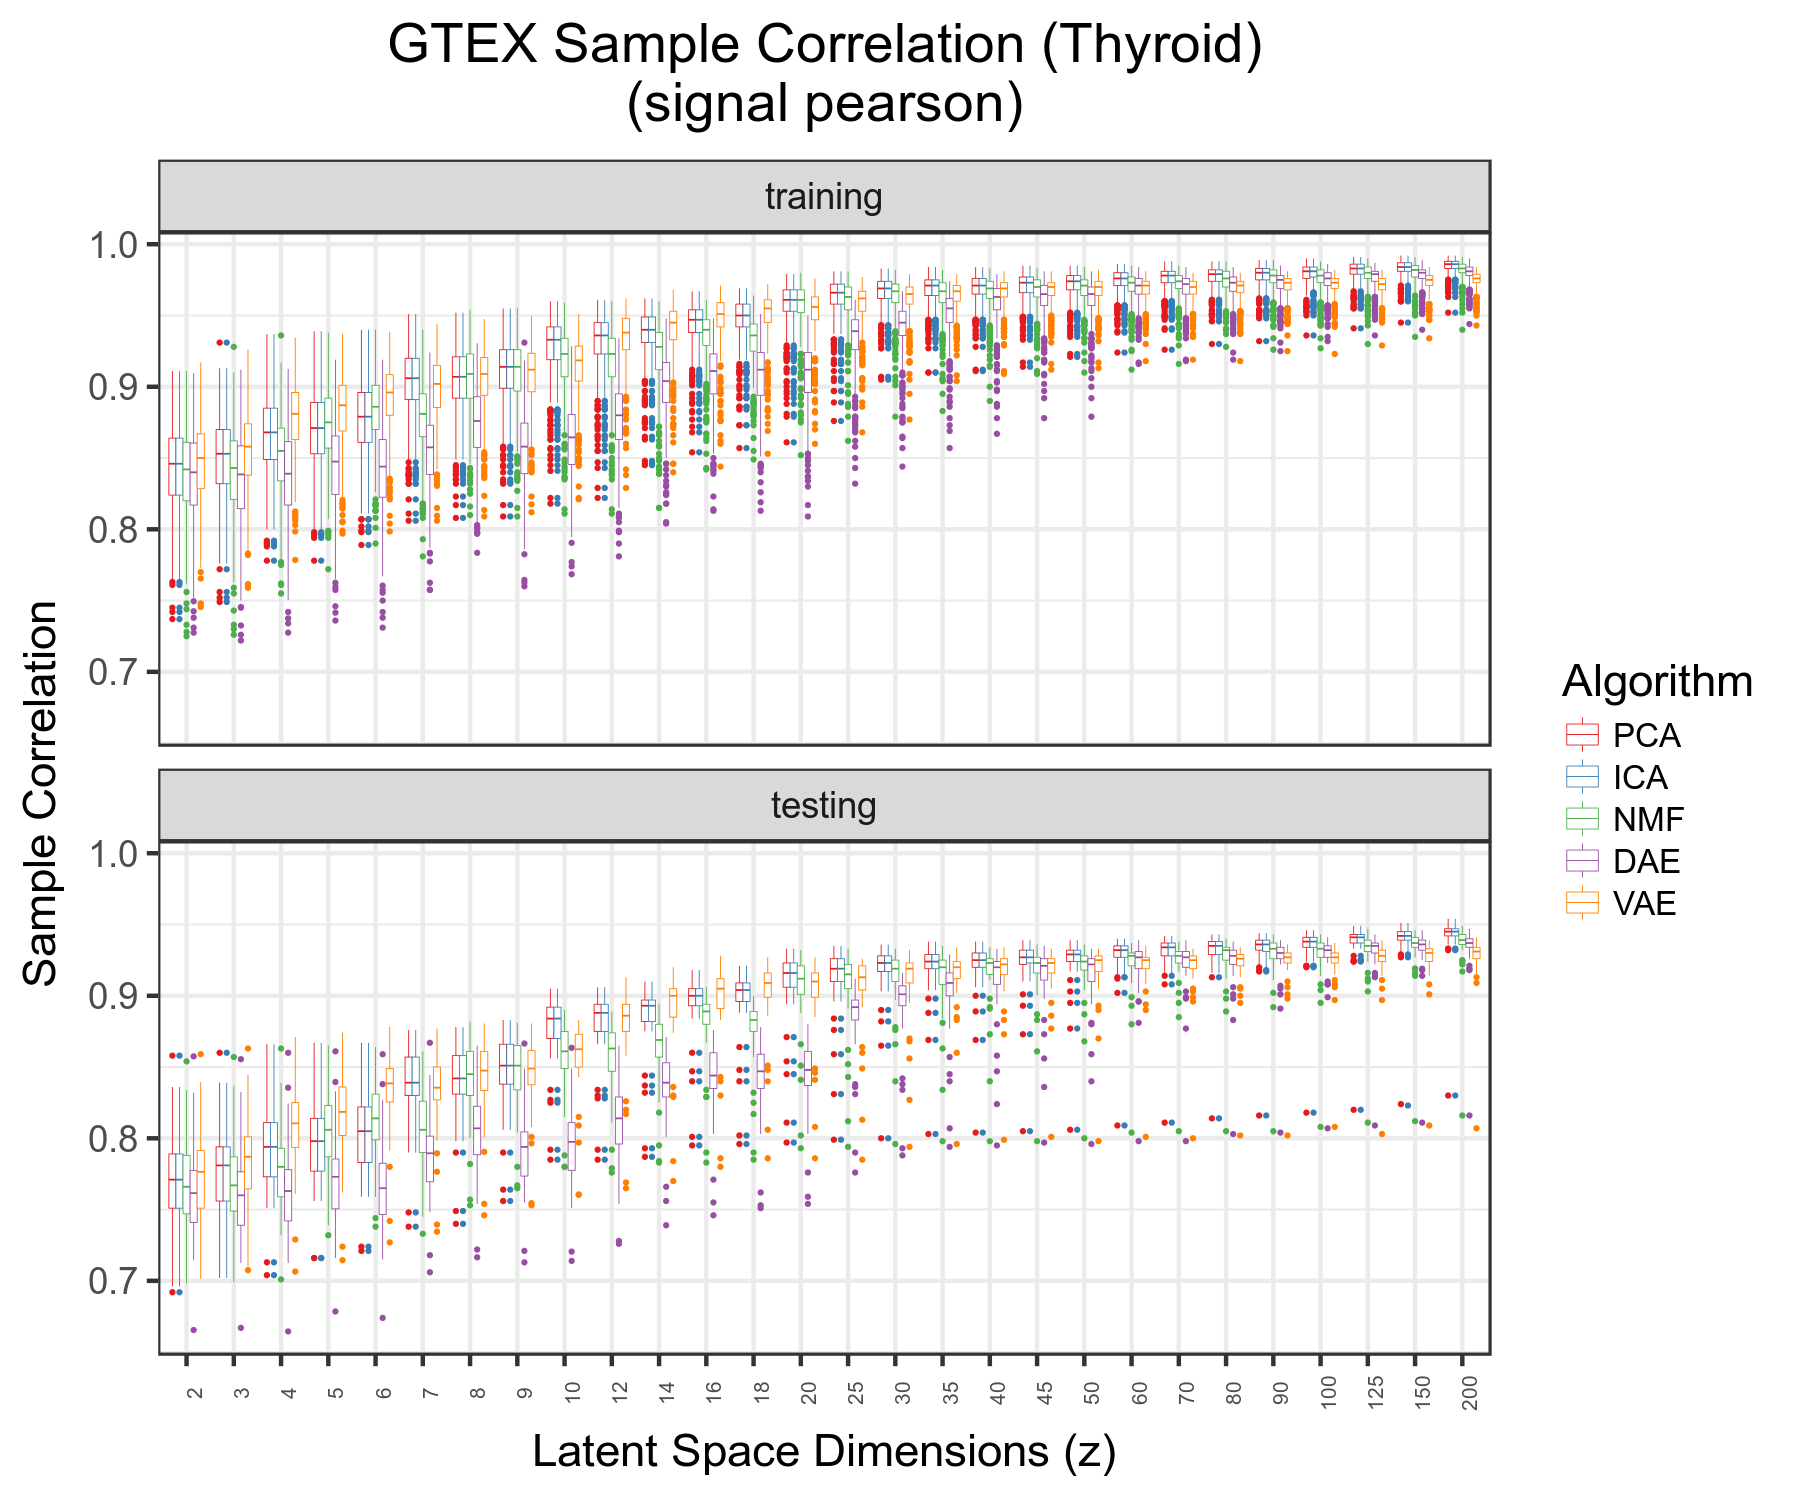 GTEX Sample Correlation (Thyroid)
(signal pearson)
training
1.0
0.9
0.8
0.7
Sample Correlation
testing
1.0
0.9
0.8
0.7
2 3 4 5 6 7 8 9 10 12 14 16 18 20 25 30 35 40 45 50 60 70 80 90 100 125 150 200
Latent Space Dimensions (z)
Algorithm
PCA
ICA
NMF
DAE
VAE